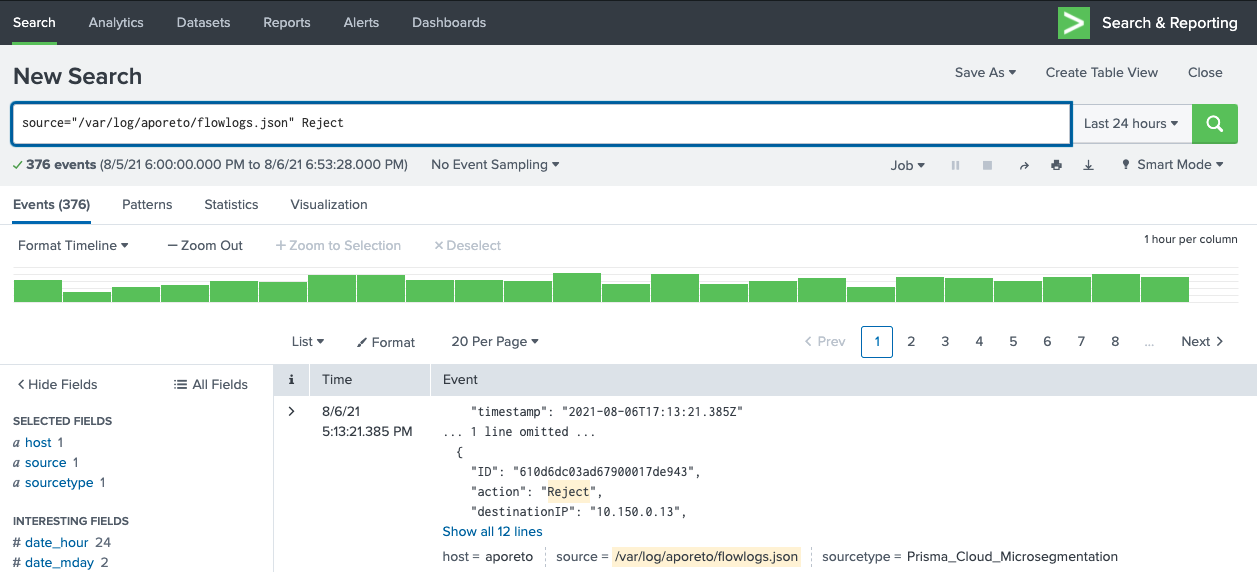 Search Analytics Datasets Reports Alerts Dashboards Search & Reporting
New Search Save As Create Table View Close
source="/var/log/aporeto/flowlogs.json" Reject Last 24 hours
376 events (8/5/21 6:00:00.000 PM to 8/6/21 6:53:28.000 PM) No Event Sampling Job Smart Mode
Events (376) Patterns Statistics Visualization
Format Timeline — Zoom Out + Zoom to Selection × Deselect 1 hour per column
List Format 20 Per Page < Prev 1 2 3 4 5 6 7 8 ... Next >
< Hide Fields All Fields i Time Event
SELECTED FIELDS
a host 1
a source 1
a sourcetype 1
INTERESTING FIELDS
# date_hour 24
# date_mday 2
> 8/6/21
5:13:21.385 PM
"timestamp": "2021-08-06T17:13:21.385Z"
... 1 line omitted ...
{
"ID": "610d6dc03ad67900017de943",
"action": "Reject",
"destinationIP": "10.150.0.13",
Show all 12 lines
host = aporeto source = /var/log/aporeto/flowlogs.json sourcetype = Prisma_Cloud_Microsegmentation